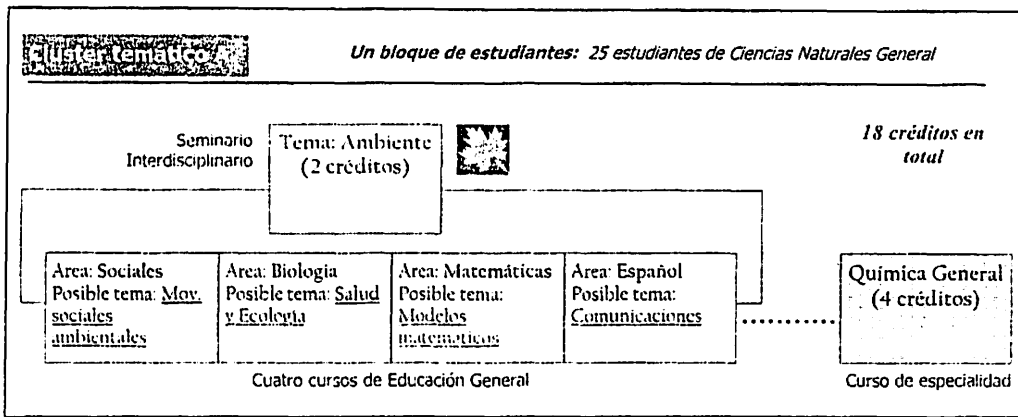 Cluster temático A
Un bloque de estudiantes: 25 estudiantes de Ciencias Naturales General
Seminario
Interdisciplinario
Tema: Ambiente
(2 créditos)
18 créditos en
total
Area: Sociales
Posible tema: Mov.
sociales
ambientales
Area: Biologia
Posible tema: Salud
y Ecología
Area: Matemáticas
Posible tema:
Modelos
matematicos
Area: Español
Posible tema:
Comunicaciones
Química General
(4 créditos)
Cuatro cursos de Educación General
Curso de especialidad